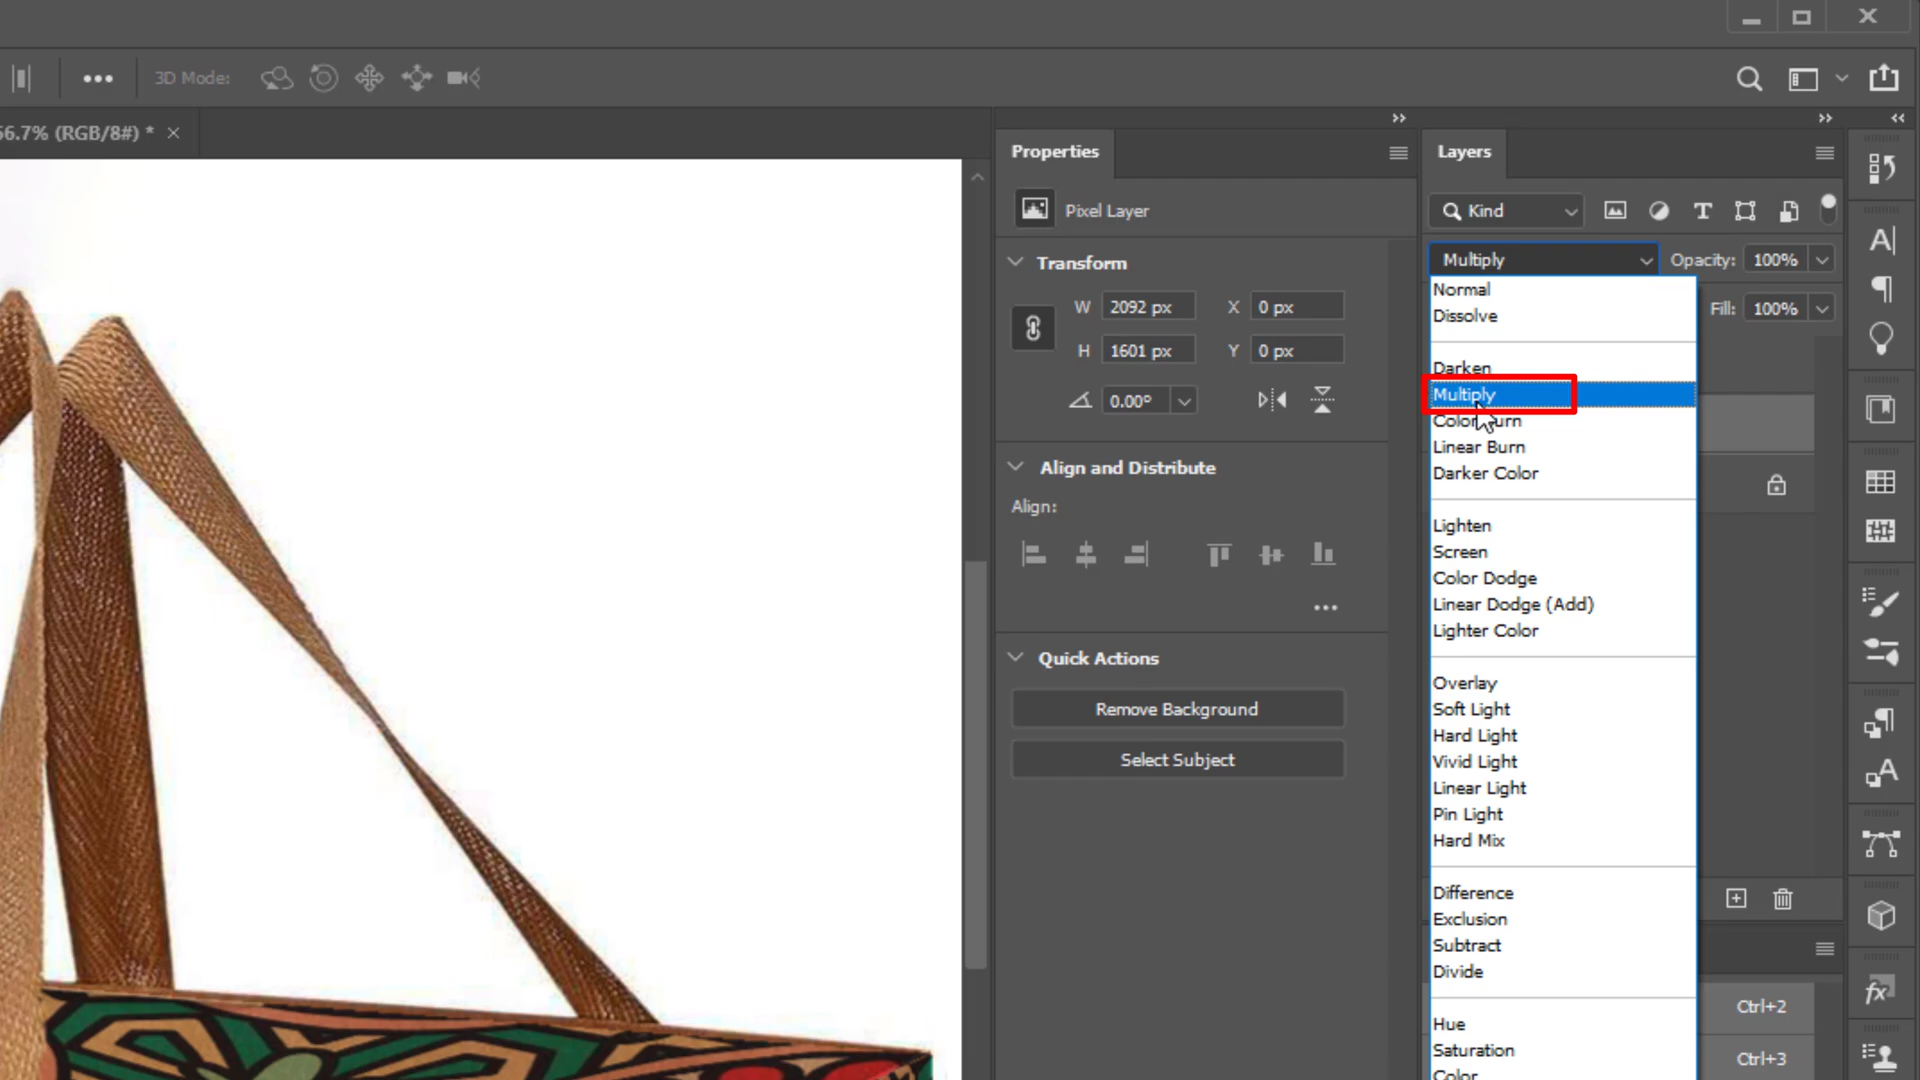 3D Mode:
56.7% (RGB/8#) * ×
Properties
Layers
Pixel Layer
Kind
Transform
Multiply
Opacity: 100%
W 2092 px X 0 px
Normal
Fill: 100%
Dissolve
H 1601 px Y 0 px
Darken
0.00°
Multiply
Color Burn
Linear Burn
Align and Distribute
Darker Color
Align:
Lighten
Screen
Color Dodge
Linear Dodge (Add)
Lighter Color
Quick Actions
Overlay
Remove Background
Soft Light
Hard Light
Select Subject
Vivid Light
Linear Light
Pin Light
Hard Mix
Difference
Exclusion
Subtract
Divide
Ctrl+2
Hue
Saturation
Ctrl+3
Color